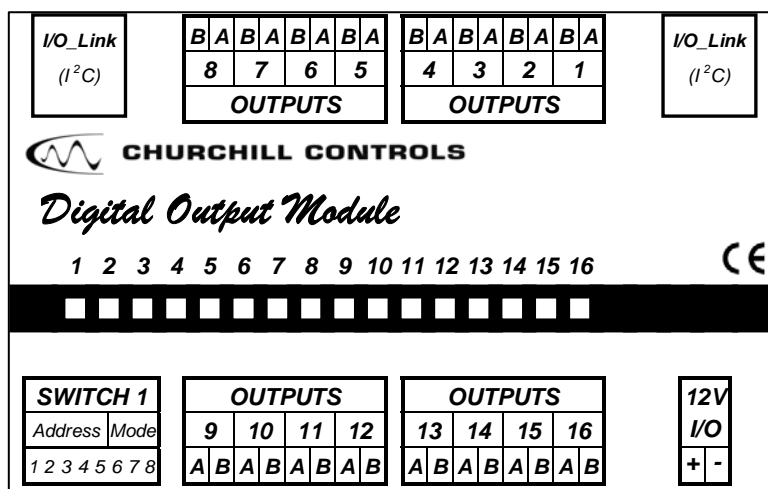 I/O_Link
(I²C)
B A B A B A B A
8 7 6 5
OUTPUTS
B A B A B A B A
4 3 2 1
OUTPUTS
I/O_Link
(I²C)
CHURCHILL CONTROLS
Digital Output Module
1 2 3 4 5 6 7 8 9 10 11 12 13 14 15 16
CE
SWITCH 1
Address Mode
1 2 3 4 5 6 7 8
OUTPUTS
9 10 11 12
A B A B A B A B
OUTPUTS
13 14 15 16
A B A B A B A B
12V
I/O
+ -